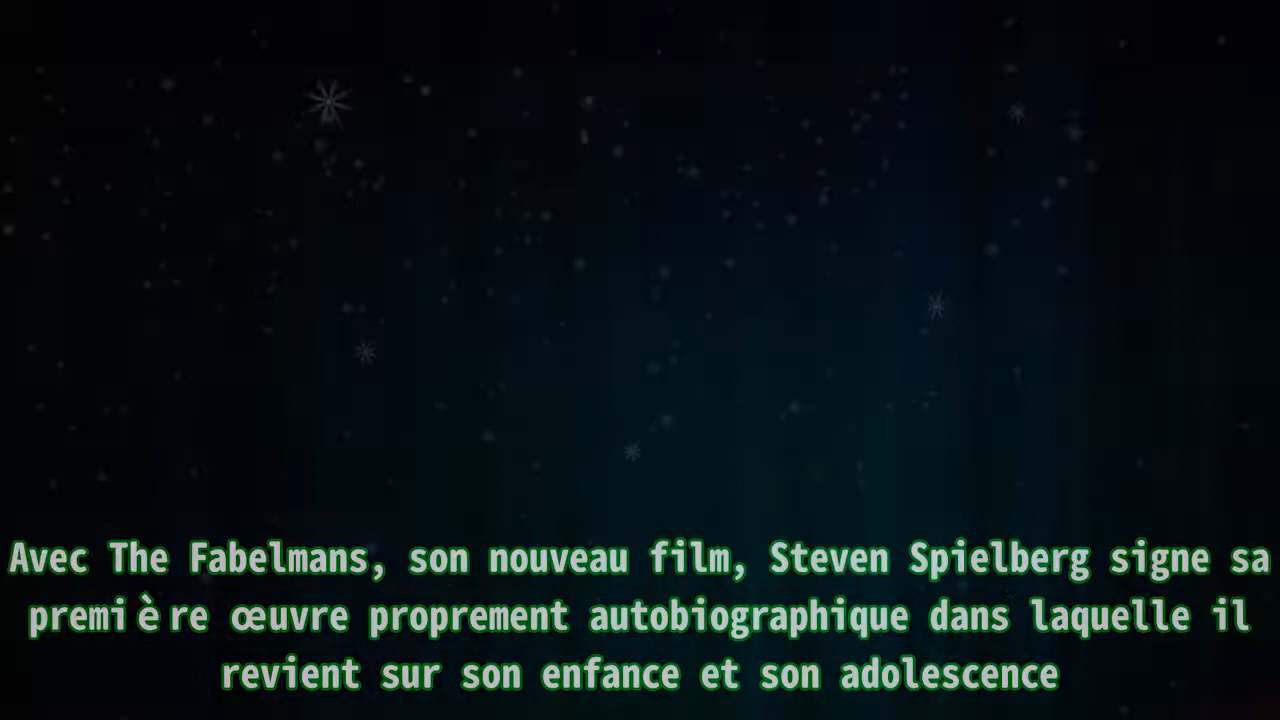 Avec The Fabelmans, son nouveau film, Steven Spielberg signe sa
première œuvre proprement autobiographique dans laquelle il
revient sur son enfance et son adolescence